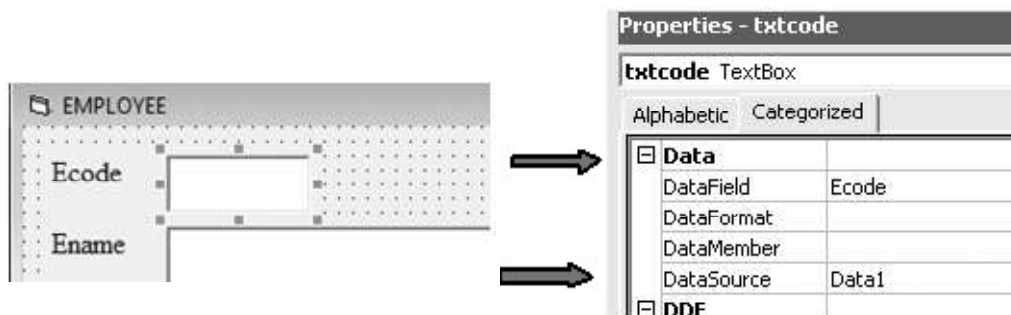 EMPLOYEE
Ecode
Ename
Properties - txtcode
txtcode TextBox
Alphabetic Categorized
Data
DataField Ecode
DataFormat
DataMember
DataSource Data1
DDE